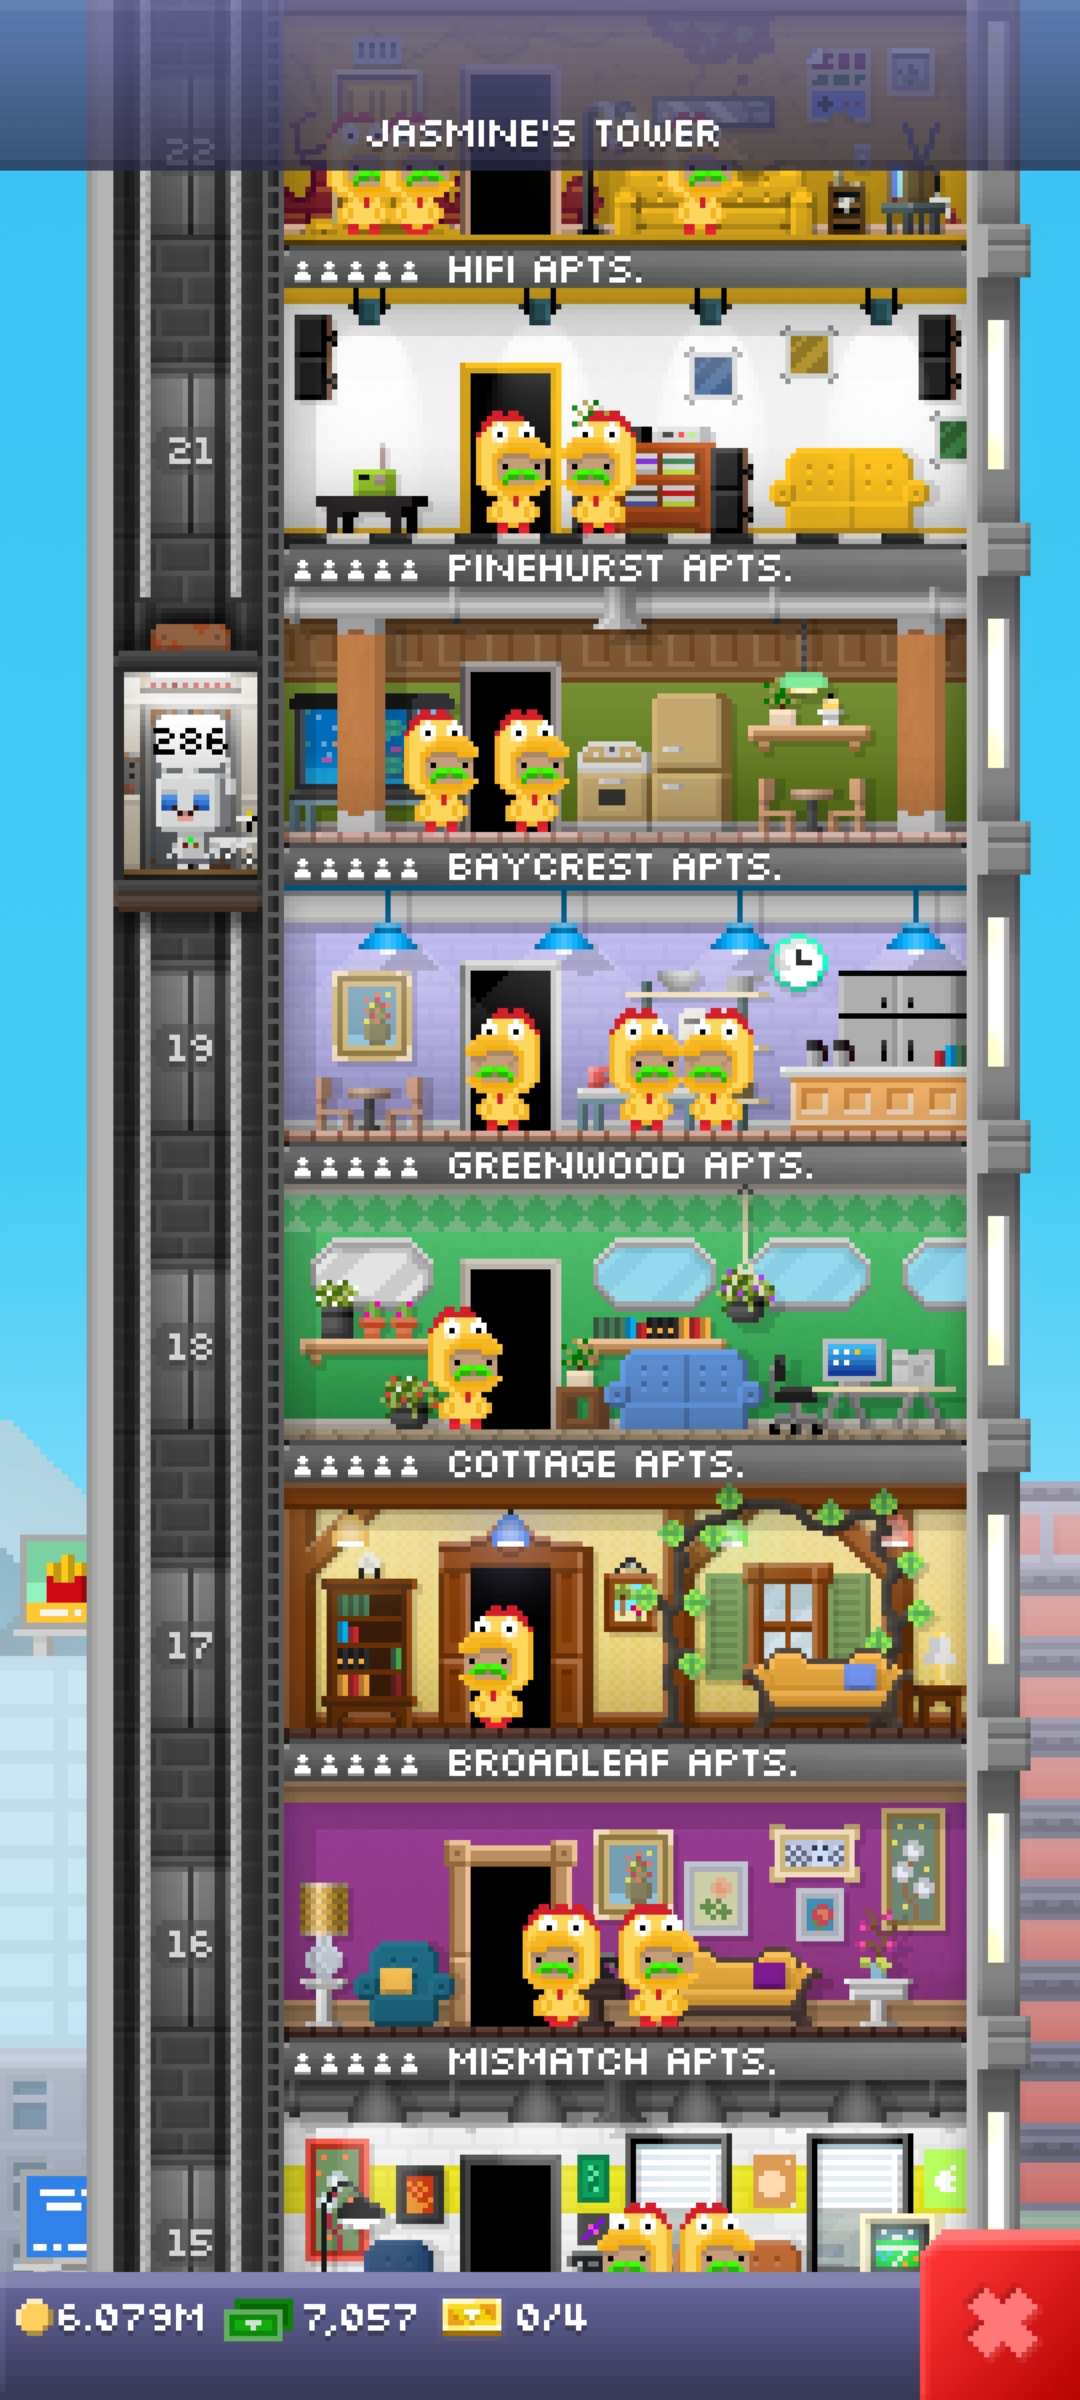 22
JASMINE'S TOWER
HIFI APTS.
21
PINEHURST APTS.
286
BAYCREST APTS.
19
GREENWOOD APTS.
18
COTTAGE APTS.
17
BROADLEAF APTS.
16
MISMATCH APTS.
15
6.079M 7,057 0/4